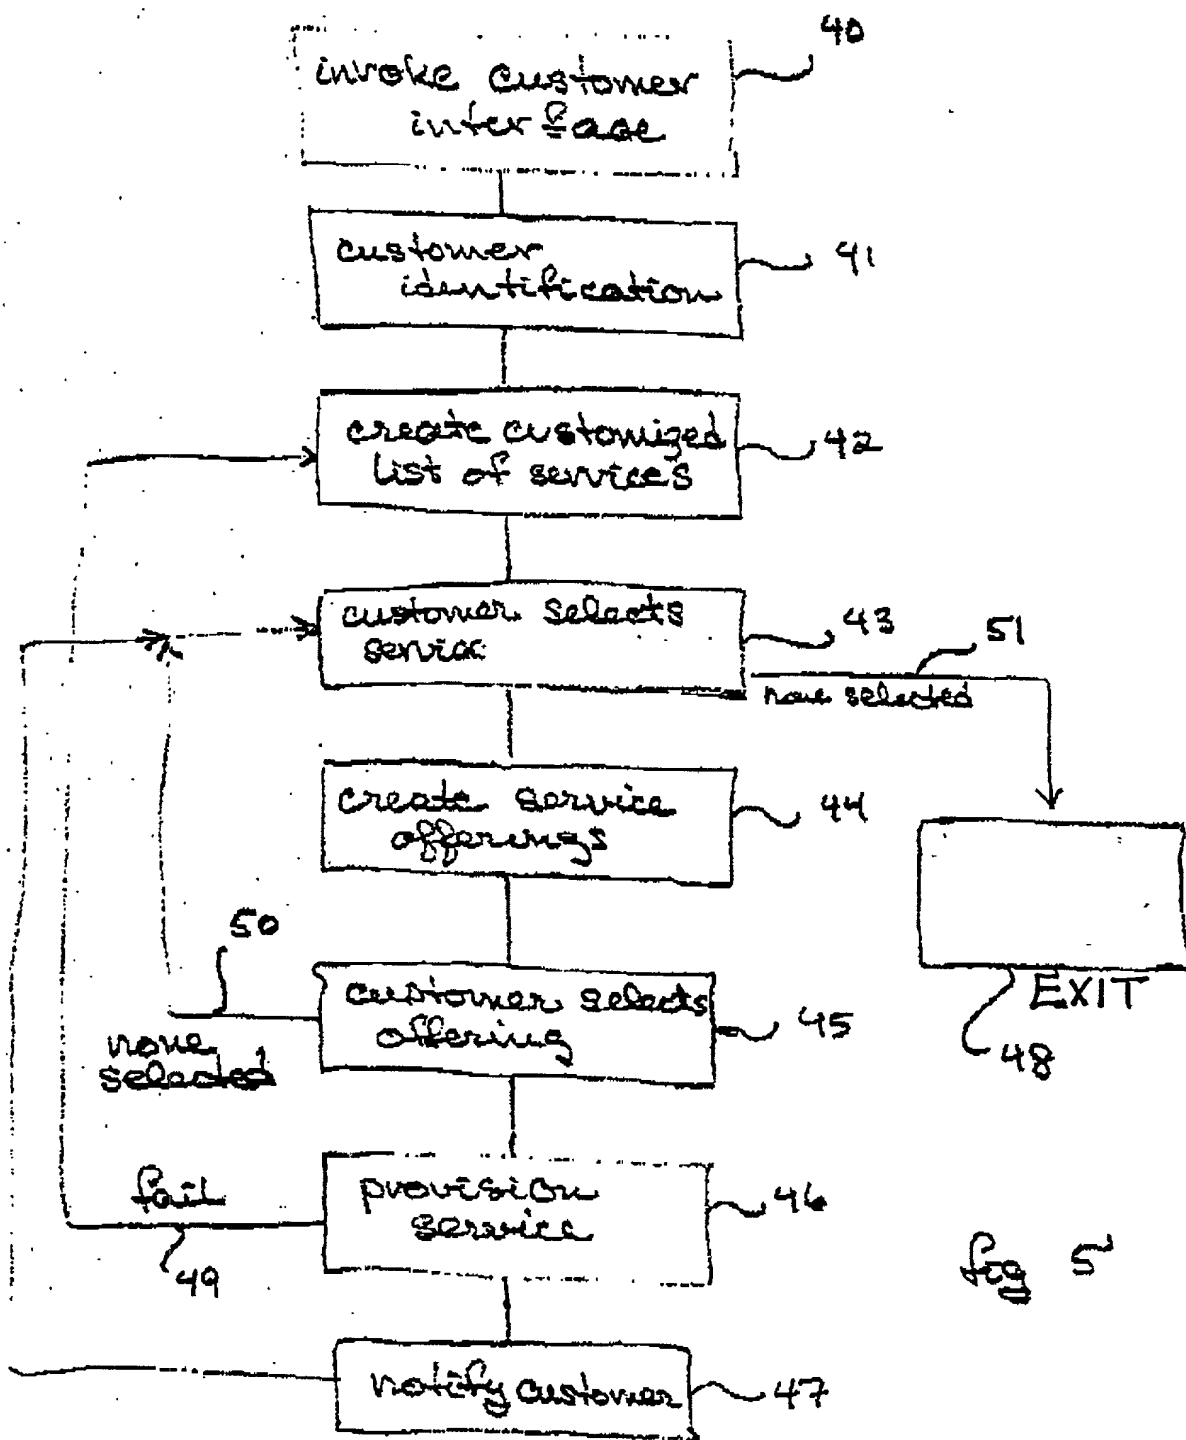 40
invoke customer
interface
customer
identification
41
create customized
list of services
42
customer selects
service
43
51
none selected
create service
offerings
44
50
customer selects
offering
45
none
selected
EXIT
48
fail
provision
service
46
49
fig 5
notify customer
47